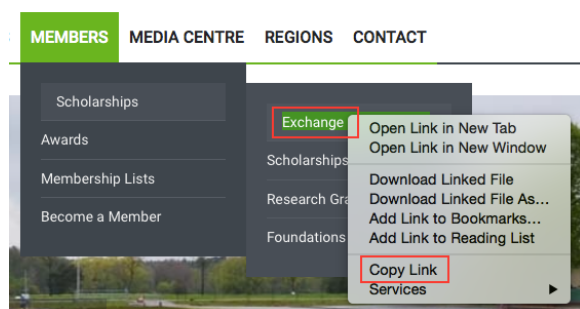 MEMBERS MEDIA CENTRE REGIONS CONTACT
Scholarships
Awards
Membership Lists
Become a Member
Exchange
Scholarships
Research Gra
Foundations
Open Link in New Tab
Open Link in New Window
Download Linked File
Download Linked File As...
Add Link to Bookmarks...
Add Link to Reading List
Copy Link
Services